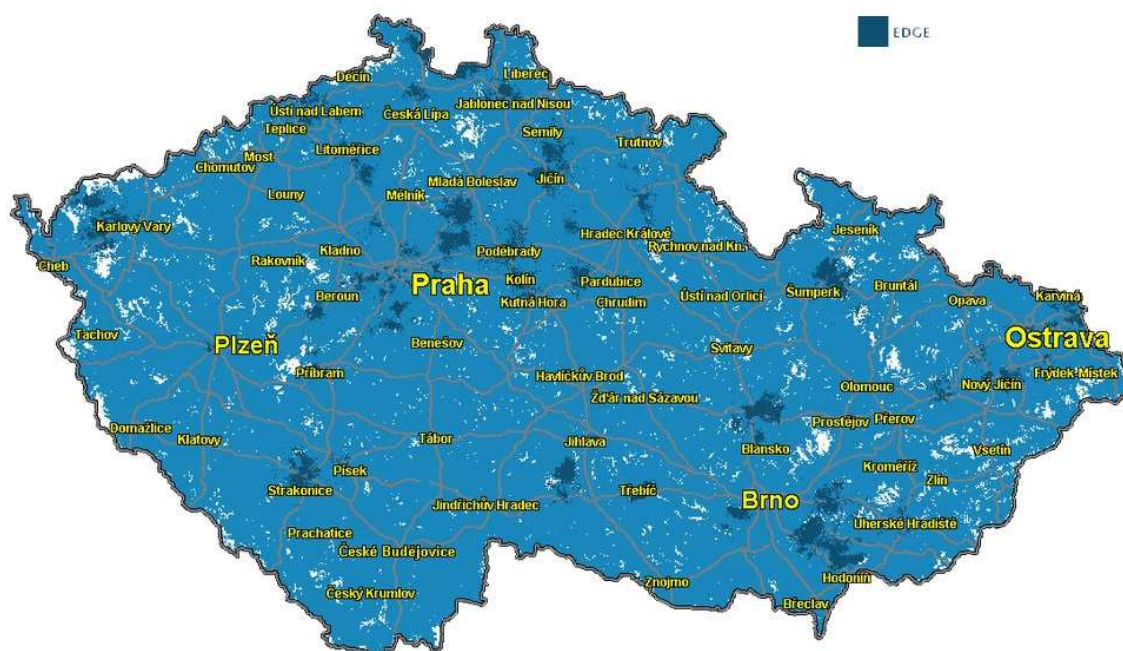 EDGE
Liberec
Děčín
Jablonec nad Nisou
Ústí nad Labem
Česká Lípa
Teplice
Semily
Trutnov
Litoměřice
Most
Chomutov
Mladá Boleslav
Jičín
Louny
Mělník
Karlovy Vary
Hradec Králové
Jeseník
Rychnov nad Kn.
Kladno
Poděbrady
Rakovník
Cheb
Praha
Kolín
Pardubice
Bruntál
Beroun
Kutná Hora
Chrudim
Ústí nad Orlicí
Šumperk
Opava
Karviná
Tachov
Plzeň
Benešov
Svitavy
Ostrava
Příbram
Havlíčkův Brod
Frýdek-Místek
Olomouc
Nový Jičín
Žďár nad Sázavou
Prostějov
Přerov
Domažlice
Klatovy
Tábor
Jihlava
Blansko
Vsetín
Písek
Kroměříž
Strakonice
Třebíč
Zlín
Jindřichův Hradec
Brno
Uherské Hradiště
Prachatice
České Budějovice
Hodonín
Znojmo
Český Krumlov
Břeclav